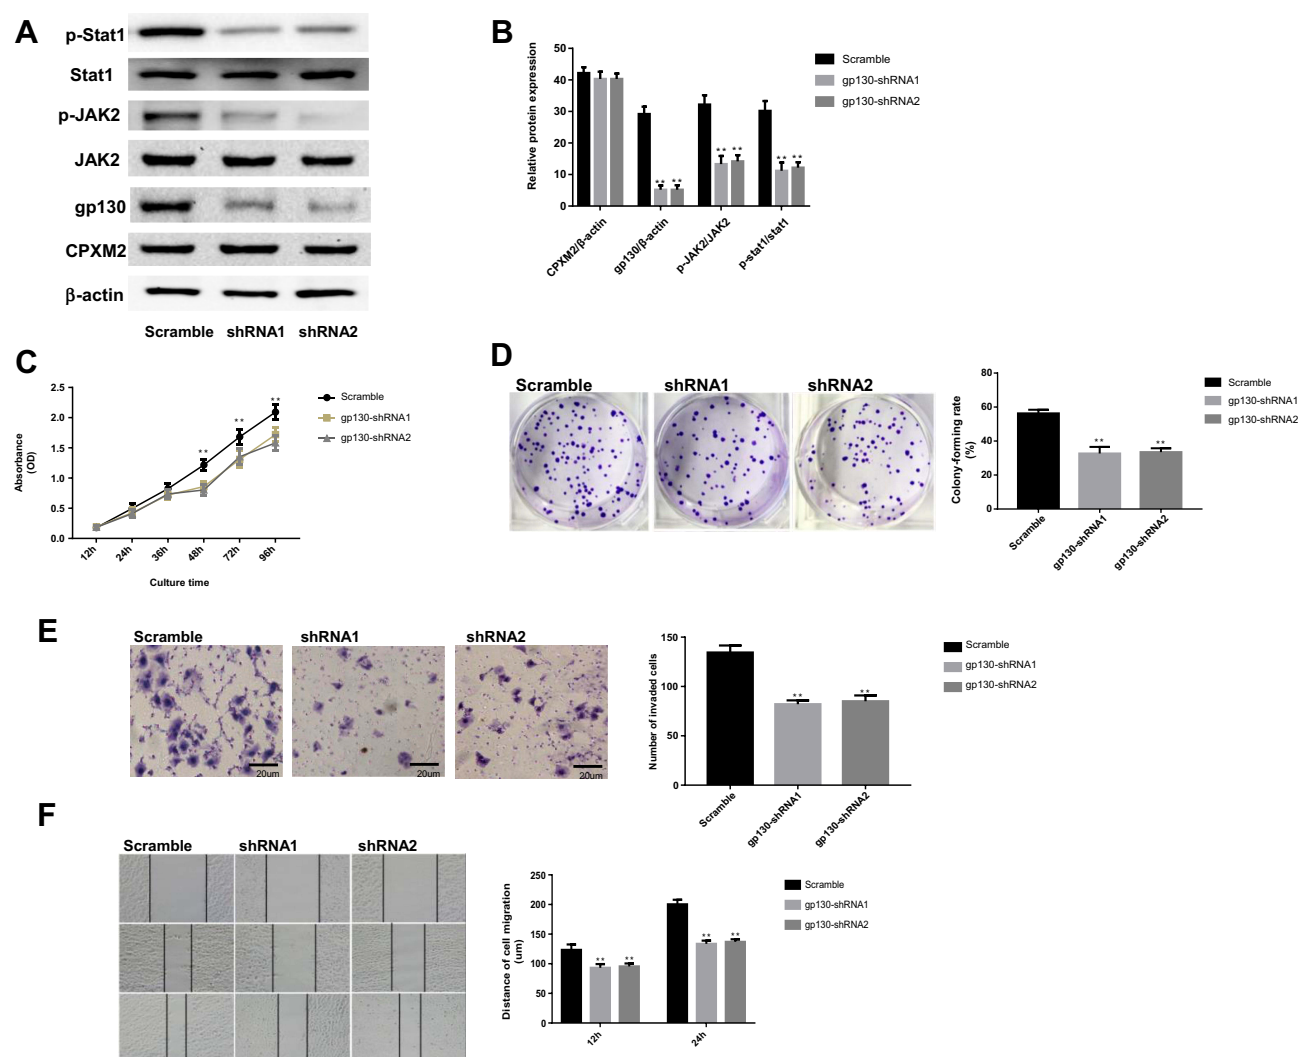 A
p-Stat1
Stat1
p-JAK2
JAK2
gp130
CPXM2
β-actin
Scramble shRNA1 shRNA2
B
Relative protein expression
50
40
30
20
10
0
** ** ** ** ** **
CPXM2/β-actin
gp130/β-actin
p-JAK2/JAK2
p-stat1/stat1
Scramble
gp130-shRNA1
gp130-shRNA2
C
Absorbance
(OD)
2.5
2.0
1.5
1.0
0.5
0.0
** ** **
12h 24h 36h 48h 72h 96h
Culture time
Scramble
gp130-shRNA1
gp130-shRNA2
D
Scramble shRNA1 shRNA2
Colony-forming rate
(%)
80
60
40
20
0
** **
Scramble
gp130-shRNA1
gp130-shRNA2
Scramble
gp130-shRNA1
gp130-shRNA2
E
Scramble shRNA1 shRNA2
20um 20um 20um
Number of invaded cells
150
100
50
0
** **
Scramble
gp130-shRNA1
gp130-shRNA2
Scramble
gp130-shRNA1
gp130-shRNA2
F
Scramble shRNA1 shRNA2
Distance of cell migration
(um)
250
200
150
100
50
0
** ** ** **
12h 24h
Scramble
gp130-shRNA1
gp130-shRNA2